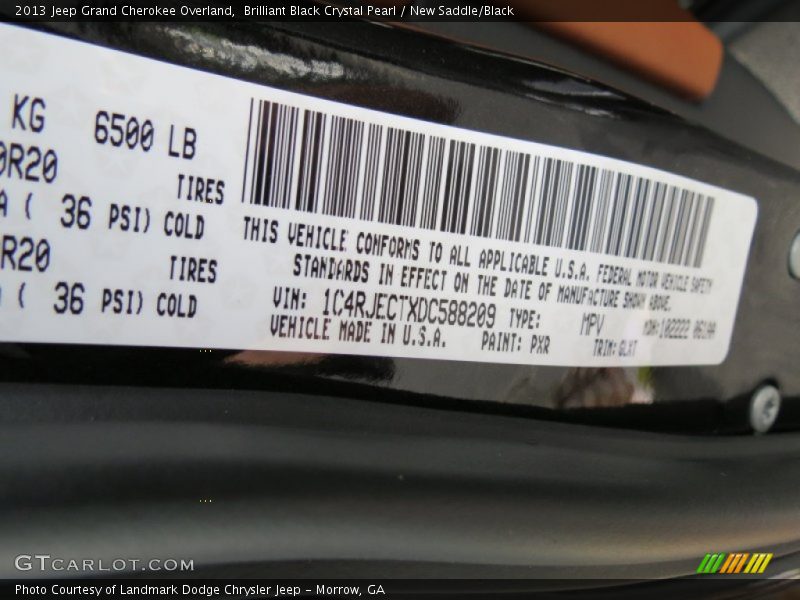 2013 Jeep Grand Cherokee Overland,  Brilliant Black Crystal Pearl / New Saddle/Black
KG 6500 LB
0R20 TIRES
A ( 36 PSI) COLD
R20 TIRES
( 36 PSI) COLD
THIS VEHICLE CONFORMS TO ALL APPLICABLE U.S.A. FEDERAL MOTOR VEHICLE SAFETY
STANDARDS IN EFFECT ON THE DATE OF MANUFACTURE SHOWN ABOVE.
VIN: 1C4RJECTXDC588209 TYPE: MPV
VEHICLE MADE IN U.S.A. PAINT: PXR TRIM:
GTCARLOT.COM
Photo Courtesy of Landmark Dodge Chrysler Jeep - Morrow, GA